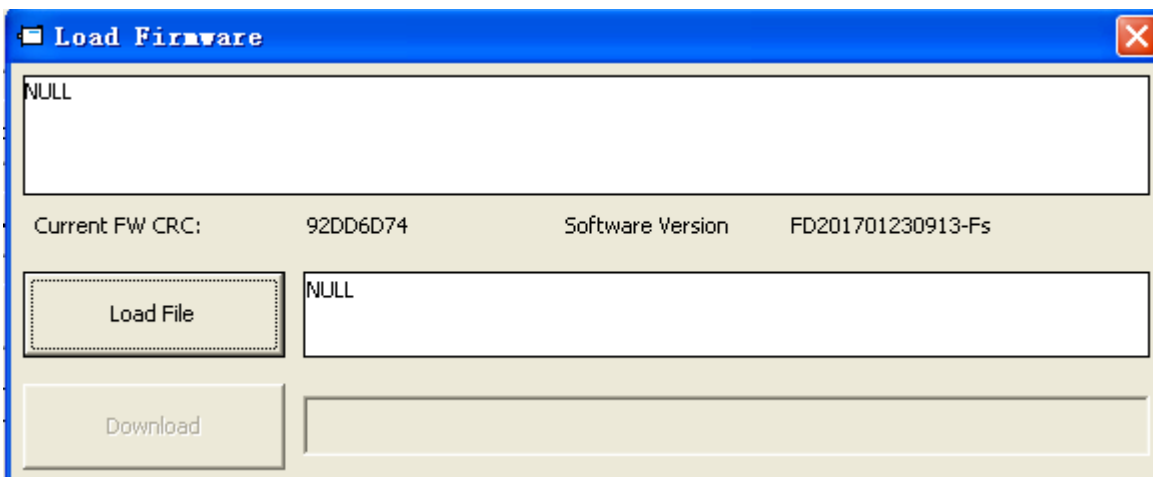 Load Firmware
NULL
Current FW CRC: 92DD6D74 Software Version FD201701230913-Fs
Load File NULL
Download